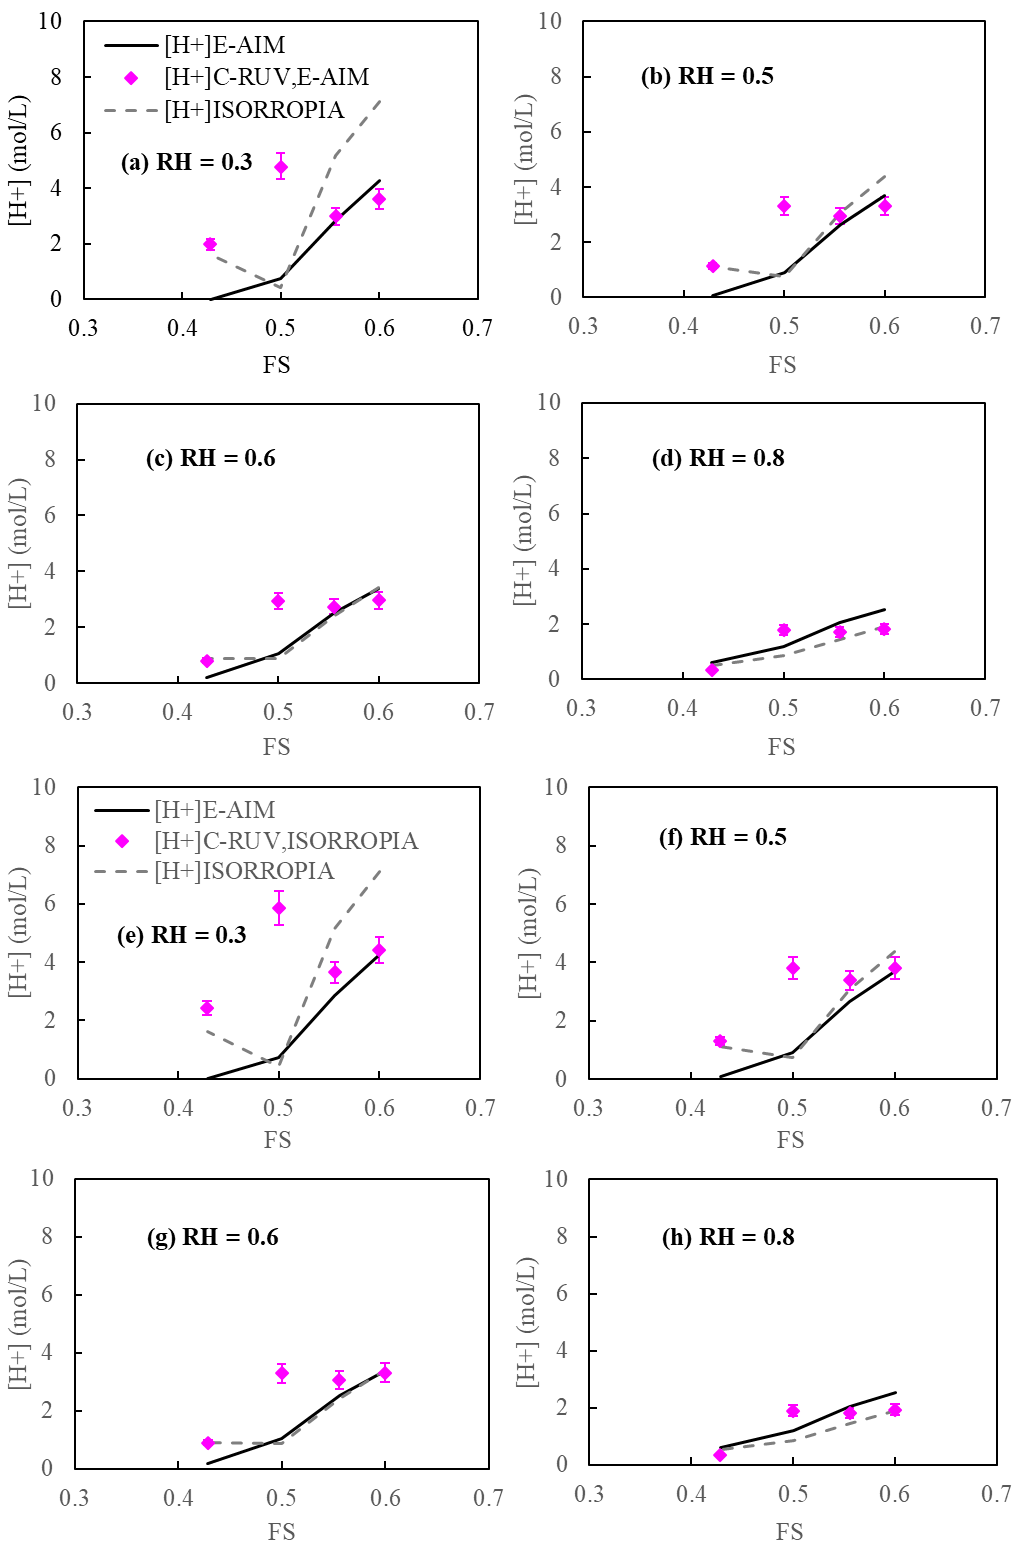 10
8
6
4
2
0
[H+] (mol/L)
[H+]E-AIM
[H+]C-RUV,E-AIM
[H+]ISORROPIA
(a) RH = 0.3
0.3 0.4 0.5 0.6 0.7
FS
10
8
6
4
2
0
[H+] (mol/L)
(b) RH = 0.5
0.3 0.4 0.5 0.6 0.7
FS
10
8
6
4
2
0
[H+] (mol/L)
(c) RH = 0.6
0.3 0.4 0.5 0.6 0.7
FS
10
8
6
4
2
0
[H+] (mol/L)
(d) RH = 0.8
0.3 0.4 0.5 0.6 0.7
FS
10
8
6
4
2
0
[H+] (mol/L)
[H+]E-AIM
[H+]C-RUV,ISORROPIA
[H+]ISORROPIA
(e) RH = 0.3
0.3 0.4 0.5 0.6 0.7
FS
10
8
6
4
2
0
[H+] (mol/L)
(f) RH = 0.5
0.3 0.4 0.5 0.6 0.7
FS
10
8
6
4
2
0
[H+] (mol/L)
(g) RH = 0.6
0.3 0.4 0.5 0.6 0.7
FS
10
8
6
4
2
0
[H+] (mol/L)
(h) RH = 0.8
0.3 0.4 0.5 0.6 0.7
FS